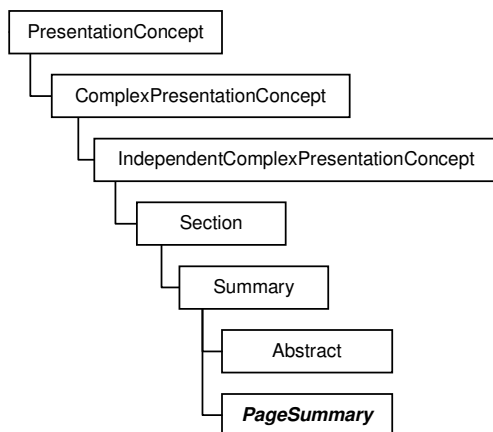 PresentationConcept
ComplexPresentationConcept
IndependentComplexPresentationConcept
Section
Summary
Abstract
PageSummary